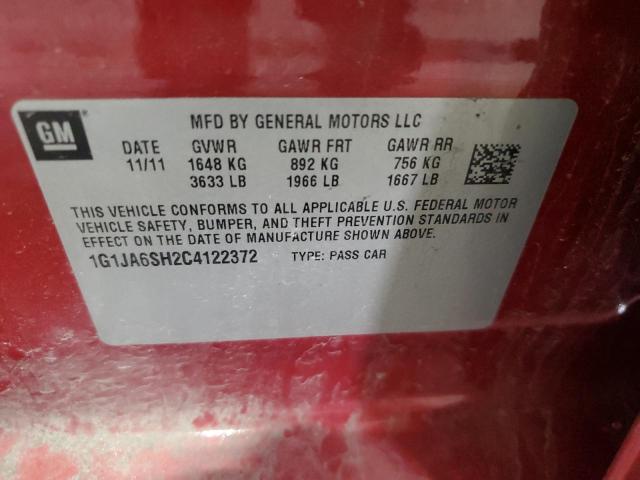 GM®
MFD BY GENERAL MOTORS LLC
DATE GVWR GAWR FRT GAWR RR
11/11 1648 KG 892 KG 756 KG
3633 LB 1966 LB 1667 LB
THIS VEHICLE CONFORMS TO ALL APPLICABLE U.S. FEDERAL MOTOR
VEHICLE SAFETY, BUMPER, AND THEFT PREVENTION STANDARDS IN
EFFECT ON THE DATE OF MANUFACTURE SHOWN ABOVE.
1G1JA6SH2C4122372 TYPE: PASS CAR